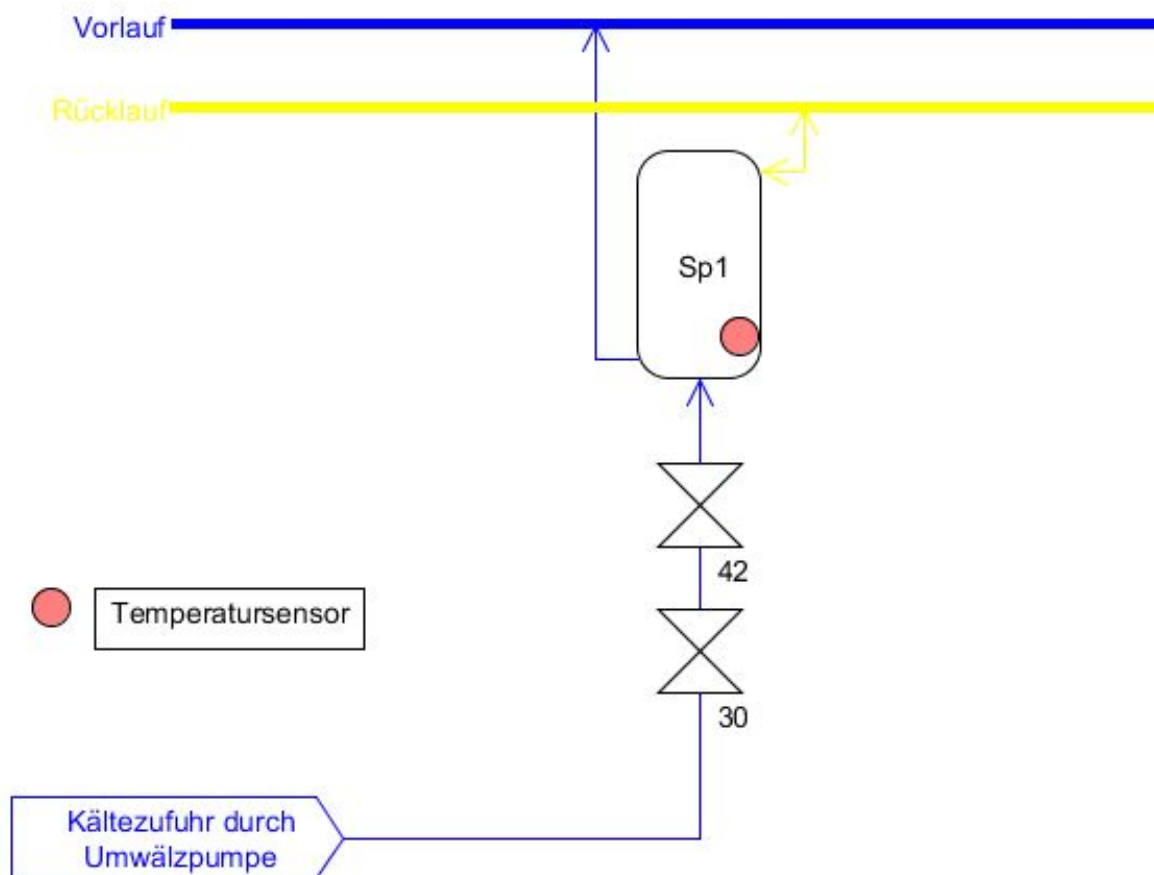 Vorlauf
Rücklauf
Sp1
42
Temperatursensor
30
Kältezufuhr durch
Umwälzpumpe